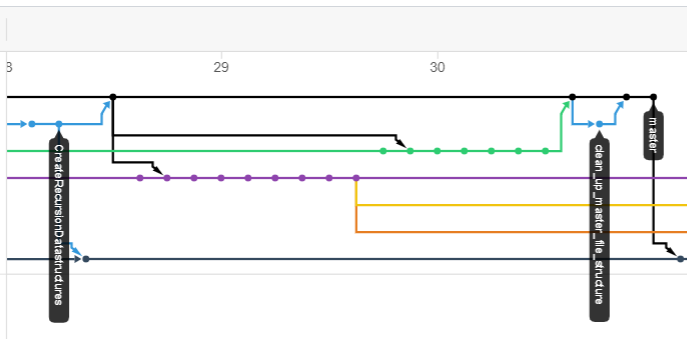 8
29
30
CreateRecursionDatastructures
clean_up_master_file_structure
master